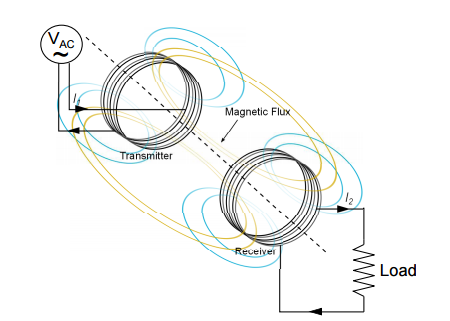 VAC
~
I1
Magnetic Flux
Transmitter
I2
Receiver
Load